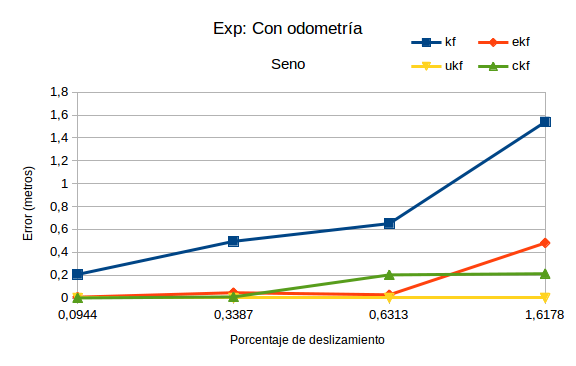 Exp: Con odometría
Seno
kf ekf
ukf ckf
Error (metros)
1,8
1,6
1,4
1,2
1
0,8
0,6
0,4
0,2
0
0,0944 0,3387 0,6313 1,6178
Porcentaje de deslizamiento